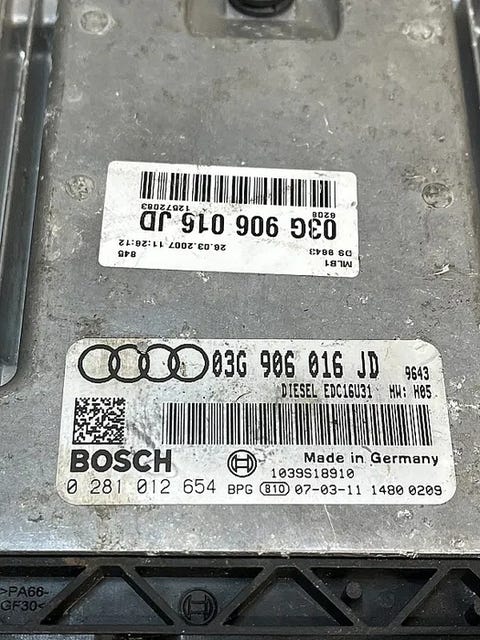 MLB1 845
DS 9643 26.03.2007 11:26:12
03G 906 016 JD
6208 12572083
03G 906 016 JD 9643
DIESEL EDC16U31 HW: H05
BOSCH Made in Germany
1039S18910
0 281 012 654 BPG 810 07-03-11 1480 0209
>PA66-
GF30<